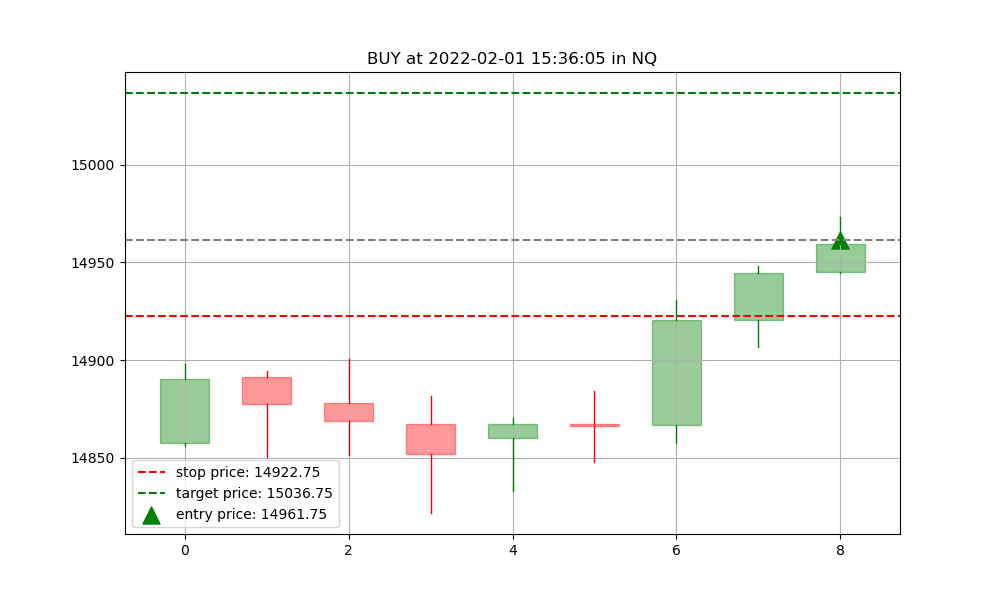 BUY at 2022-02-01 15:36:05 in NQ
15000
14950
14900
14850
stop price: 14922.75
target price: 15036.75
entry price: 14961.75
0 2 4 6 8